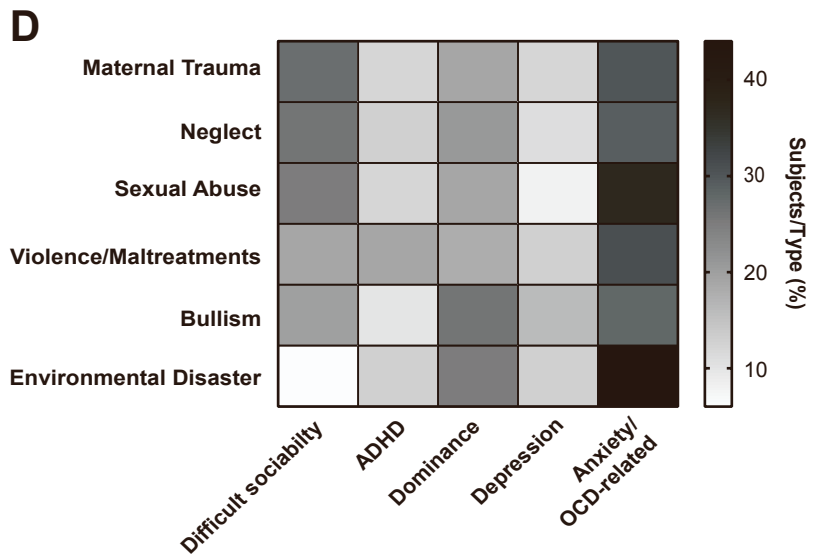 D
Maternal Trauma
Neglect
Sexual Abuse
Violence/Maltreatments
Bullism
Environmental Disaster
Difficult sociabilty
ADHD
Dominance
Depression
Anxiety/
OCD-related
40
30
20
10
Subjects/Type (%)